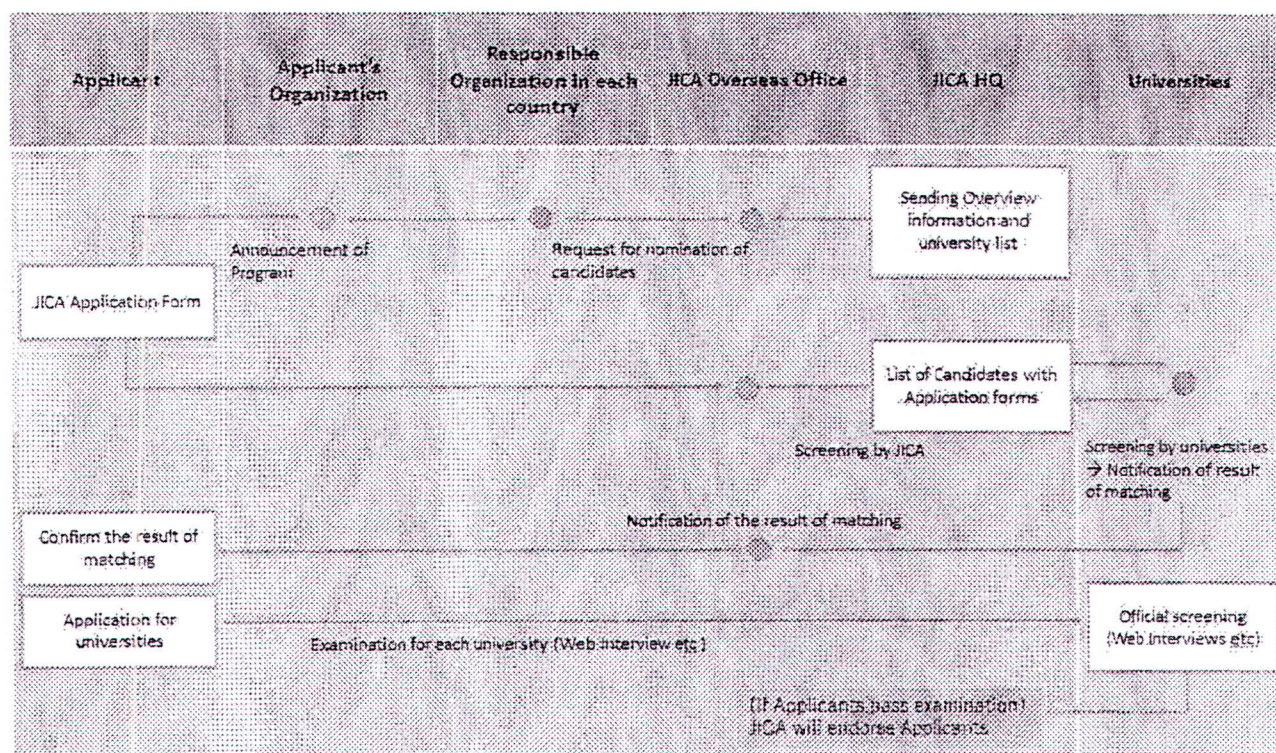 Applicant
Applicant's
Organization
Responsible
Organization in each
country
JICA Overseas Office
JICA HQ
Universities
Sending Overview
information and
university list
Announcement of
Program
Request for nomination of
candidates
JICA Application Form
List of Candidates with
Application forms
Screening by JICA
Screening by universities
→ Notification of result
of matching
Notification of the result of matching
Confirm the result of
matching
Application for
universities
Official screening
(Web Interviews etc)
Examination for each university (Web Interview etc)
(If Applicants pass examination)
JICA will endorse Applicants